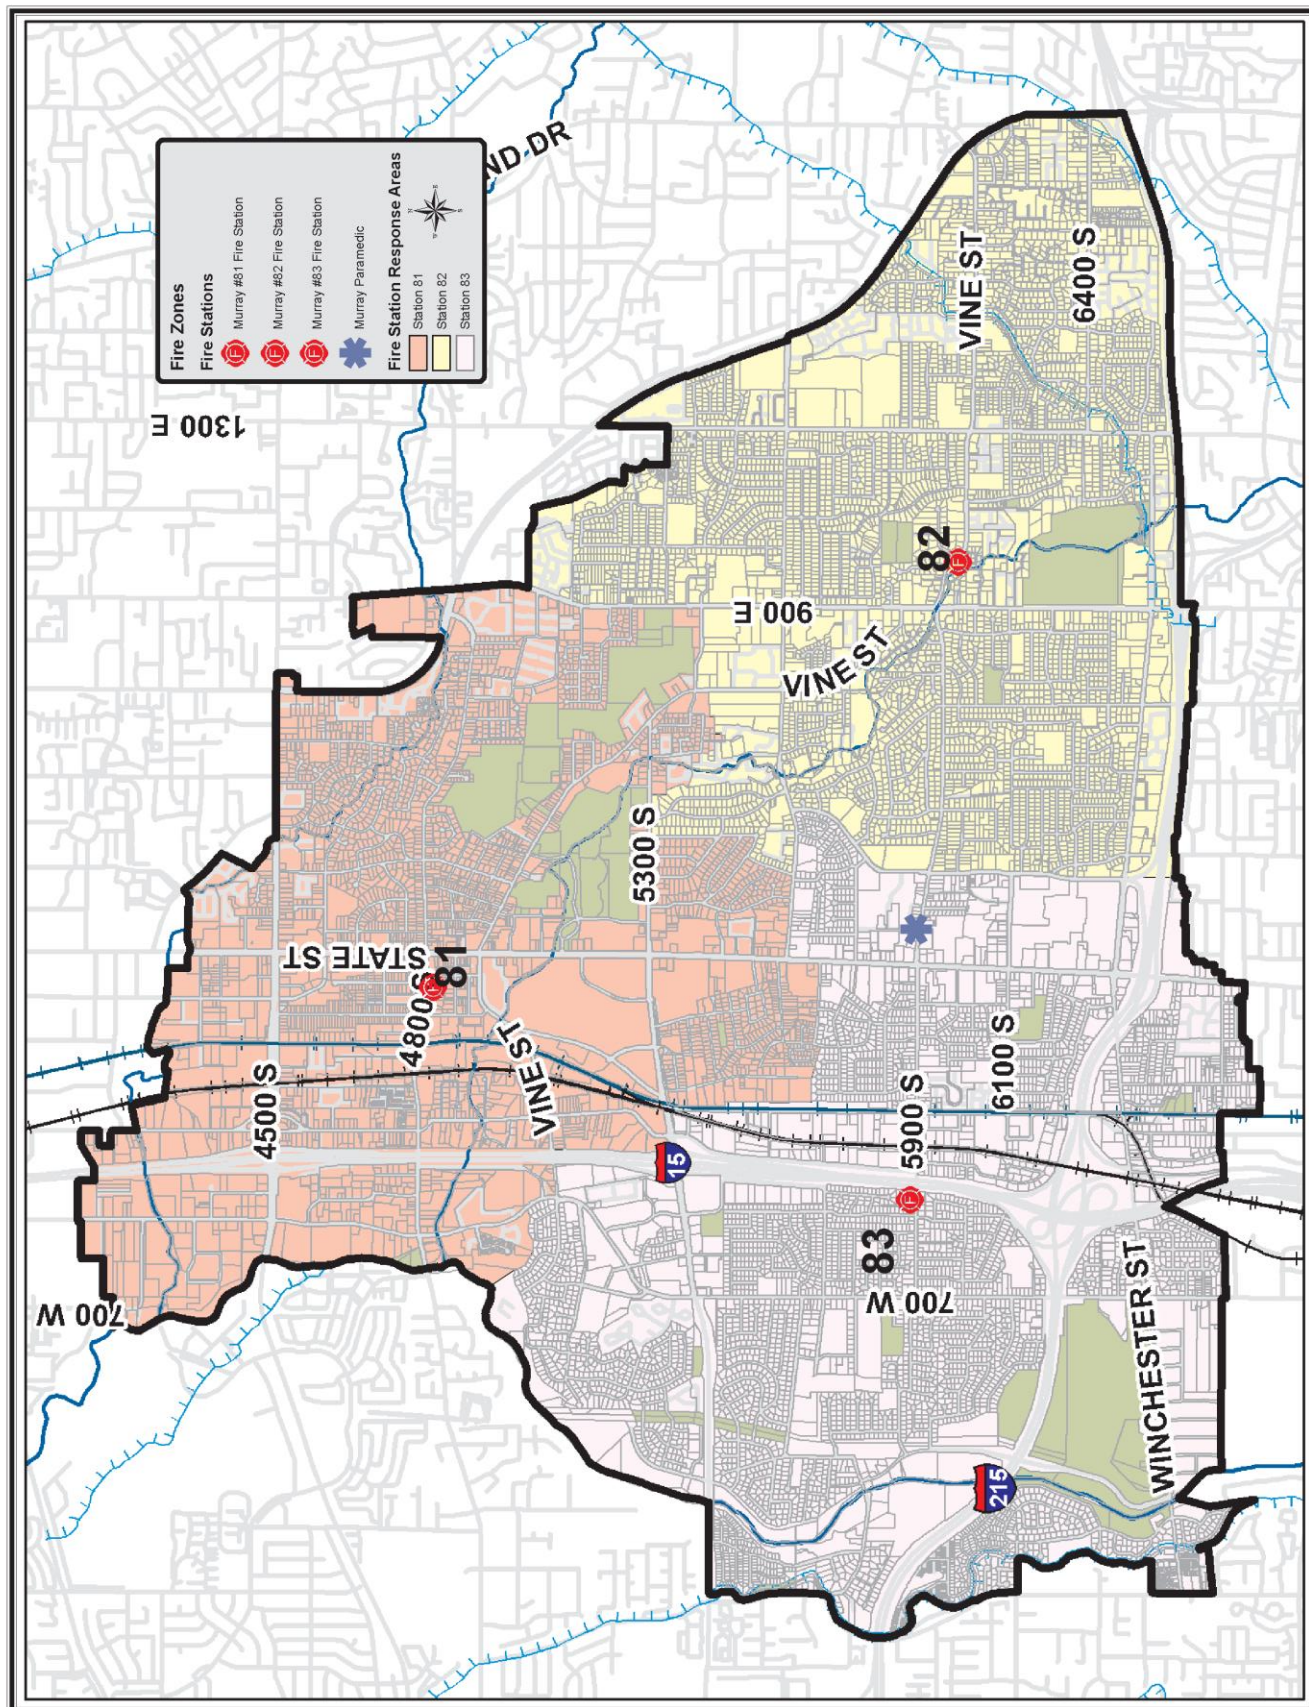 Fire Zones
Fire Stations
Murray #81 Fire Station
Murray #82 Fire Station
Murray #83 Fire Station
Murray Paramedic
Fire Station Response Areas
Station 81
Station 82
Station 83
ND DR
1300 E
VINE ST
6400 S
82
900 E
VINE ST
5300 S
STATE ST
81
4800 S
VINE ST
4500 S
6100 S
5900 S
15
83
700 W
700 W
WINCHESTER ST
215